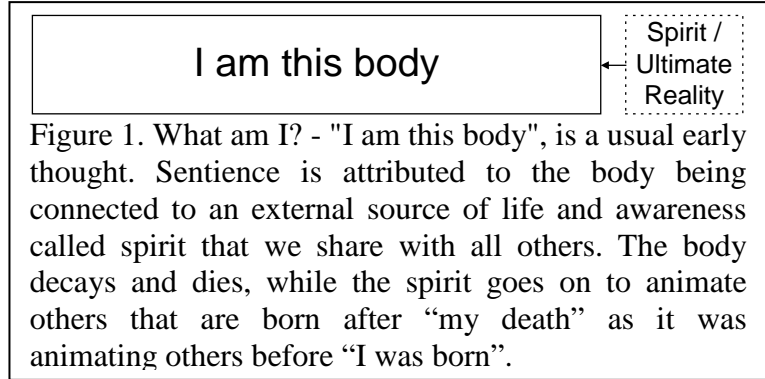 I am this body
Spirit /
Ultimate
Reality
Figure 1. What am I? - "I am this body", is a usual early
thought. Sentience is attributed to the body being
connected to an external source of life and awareness
called spirit that we share with all others. The body
decays and dies, while the spirit goes on to animate
others that are born after “my death” as it was
animating others before “I was born”.